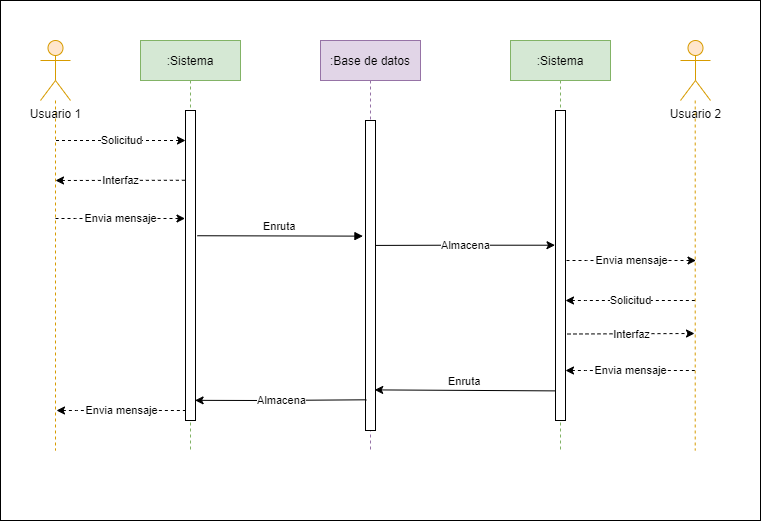 :Sistema
:Base de datos
:Sistema
Usuario 1
Usuario 2
Solicitud
Interfaz
Envia mensaje
Enruta
Almacena
Envia mensaje
Solicitud
Interfaz
Envia mensaje
Enruta
Almacena
Envia mensaje